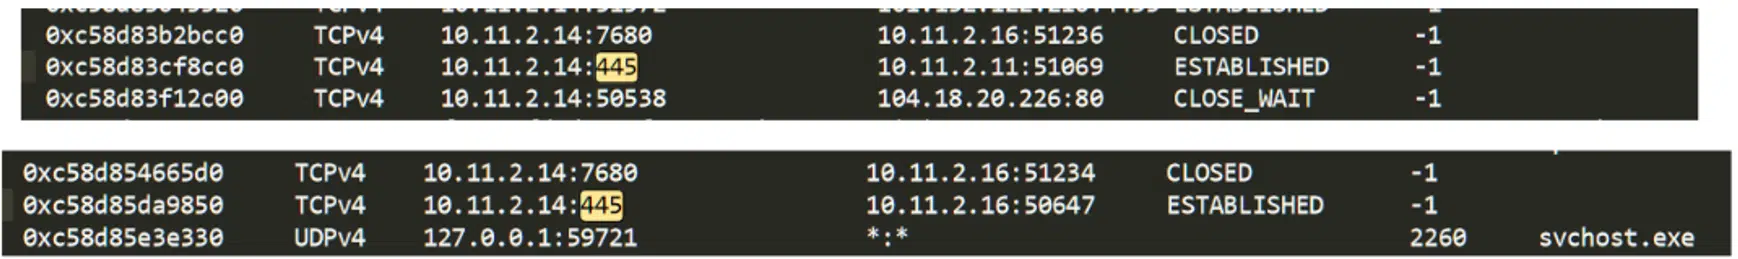 0xc58d83b2bcc0 TCPv4 10.11.2.14:7680 10.11.2.16:51236 CLOSED -1
0xc58d83cf8cc0 TCPv4 10.11.2.14:445 10.11.2.11:51069 ESTABLISHED -1
0xc58d83f12c00 TCPv4 10.11.2.14:50538 104.18.20.226:80 CLOSE_WAIT -1
0xc58d854665d0 TCPv4 10.11.2.14:7680 10.11.2.16:51234 CLOSED -1
0xc58d85da9850 TCPv4 10.11.2.14:445 10.11.2.16:50647 ESTABLISHED -1
0xc58d85e3e330 UDPv4 127.0.0.1:59721 *:* 2260 svchost.exe